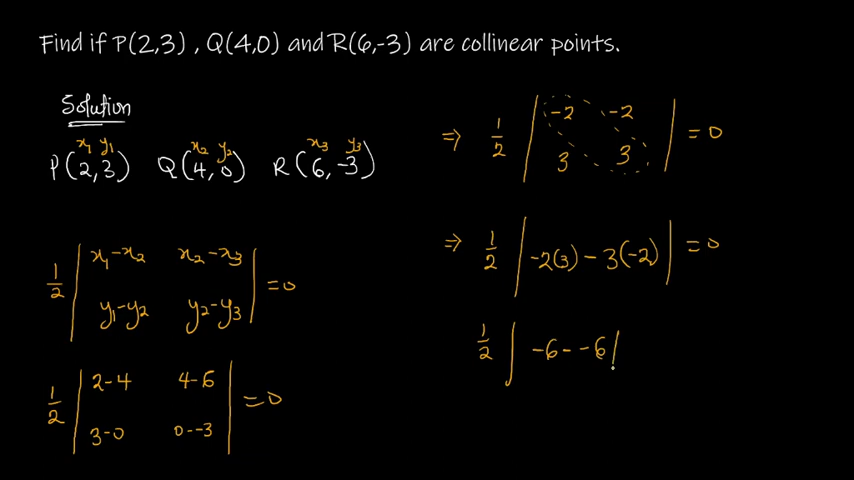 Find if P(2,3) , Q(4,0) and R(6,-3) are collinear points.
Solution
x₁ y₁ x₂ y₂ x₃ y₃
P(2,3) Q(4,0) R(6,-3)
1/2 | x₁-x₂ x₂-x₃ | =0
| y₁-y₂ y₂-y₃ |
1/2 | 2-4 4-6 | =0
| 3-0 0--3 |
⇒ 1/2 | -2 -2 | =0
| 3 3 |
⇒ 1/2 | -2(3) - 3(-2) | =0
1/2 | -6 - -6 |